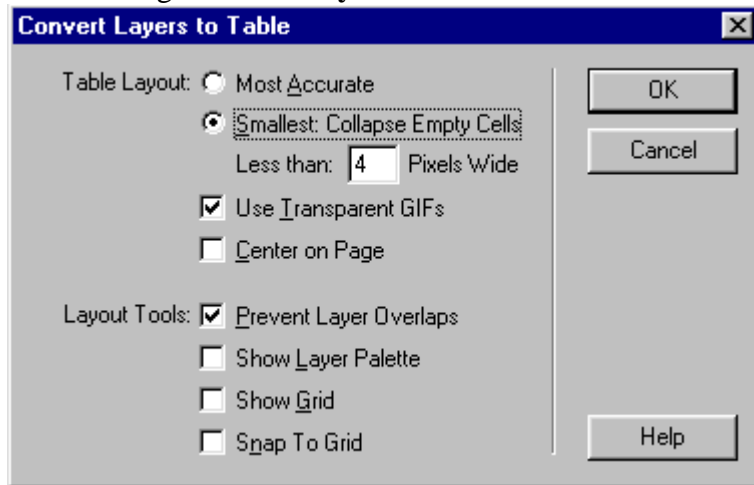 Convert Layers to Table
Table Layout: Most Accurate
OK
Smallest: Collapse Empty Cells
Less than: 4 Pixels Wide
Cancel
Use Transparent GIFs
Center on Page
Layout Tools: Prevent Layer Overlaps
Show Layer Palette
Show Grid
Snap To Grid
Help